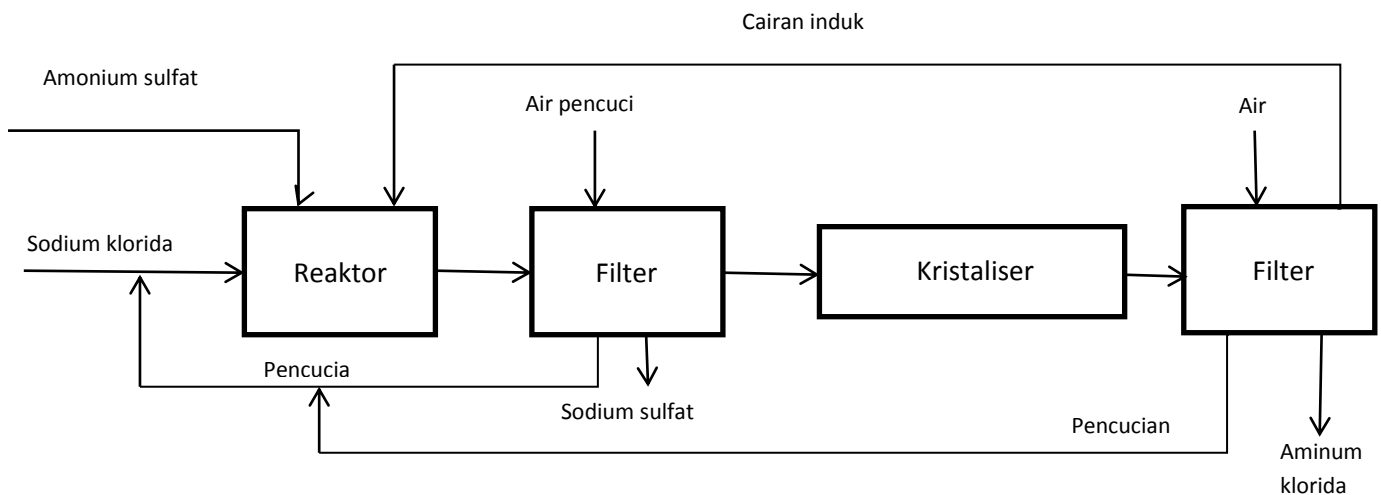 Cairan induk
Amonium sulfat
Air pencuci
Air
Sodium klorida
Reaktor
Filter
Kristaliser
Filter
Pencucia
Sodium sulfat
Pencucian
Aminum
klorida